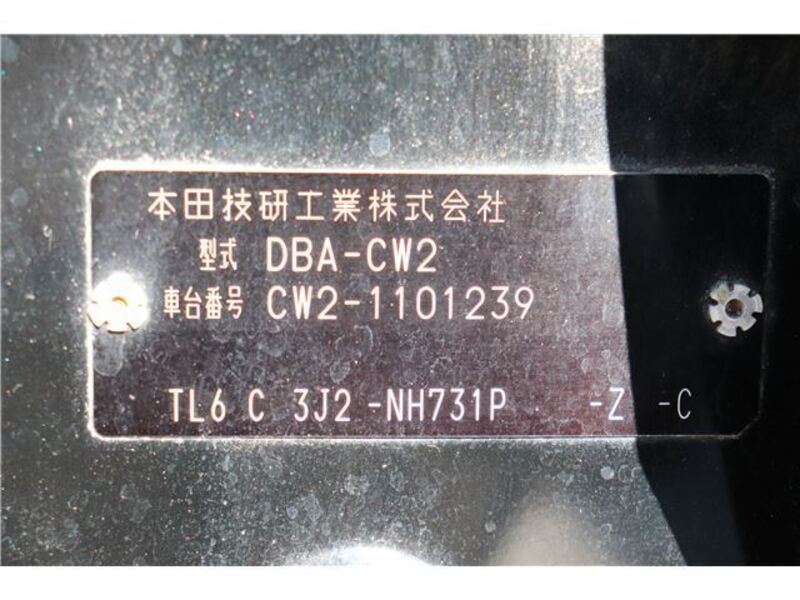 本田技研工業株式会社
型式 DBA-CW2
車台番号 CW2-1101239
TL6 C 3J2 -NH731P -Z -C